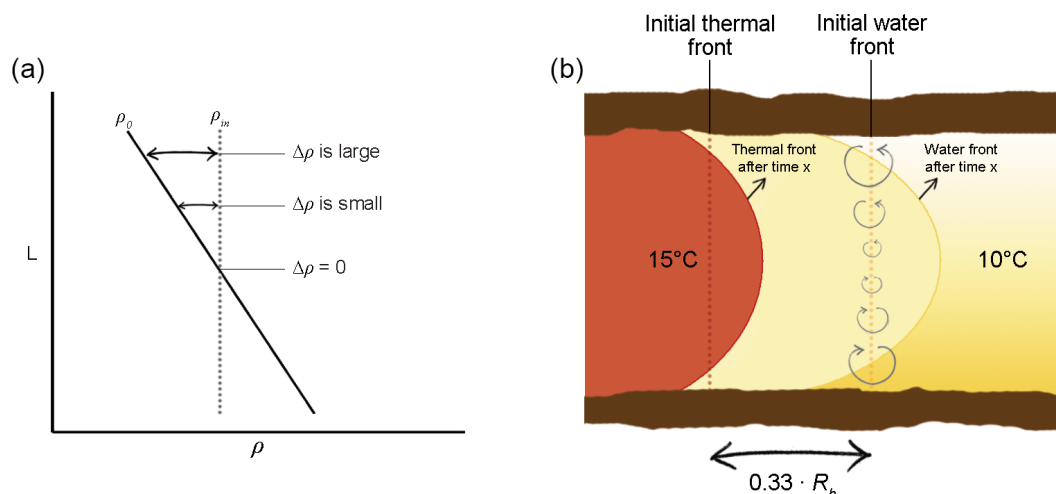 (a)
ρ0
ρin
Δρ is large
Δρ is small
Δρ = 0
L
ρ
(b)
Initial thermal
front
Initial water
front
Thermal front
after time x
Water front
after time x
15°C
10°C
0.33 · Rh